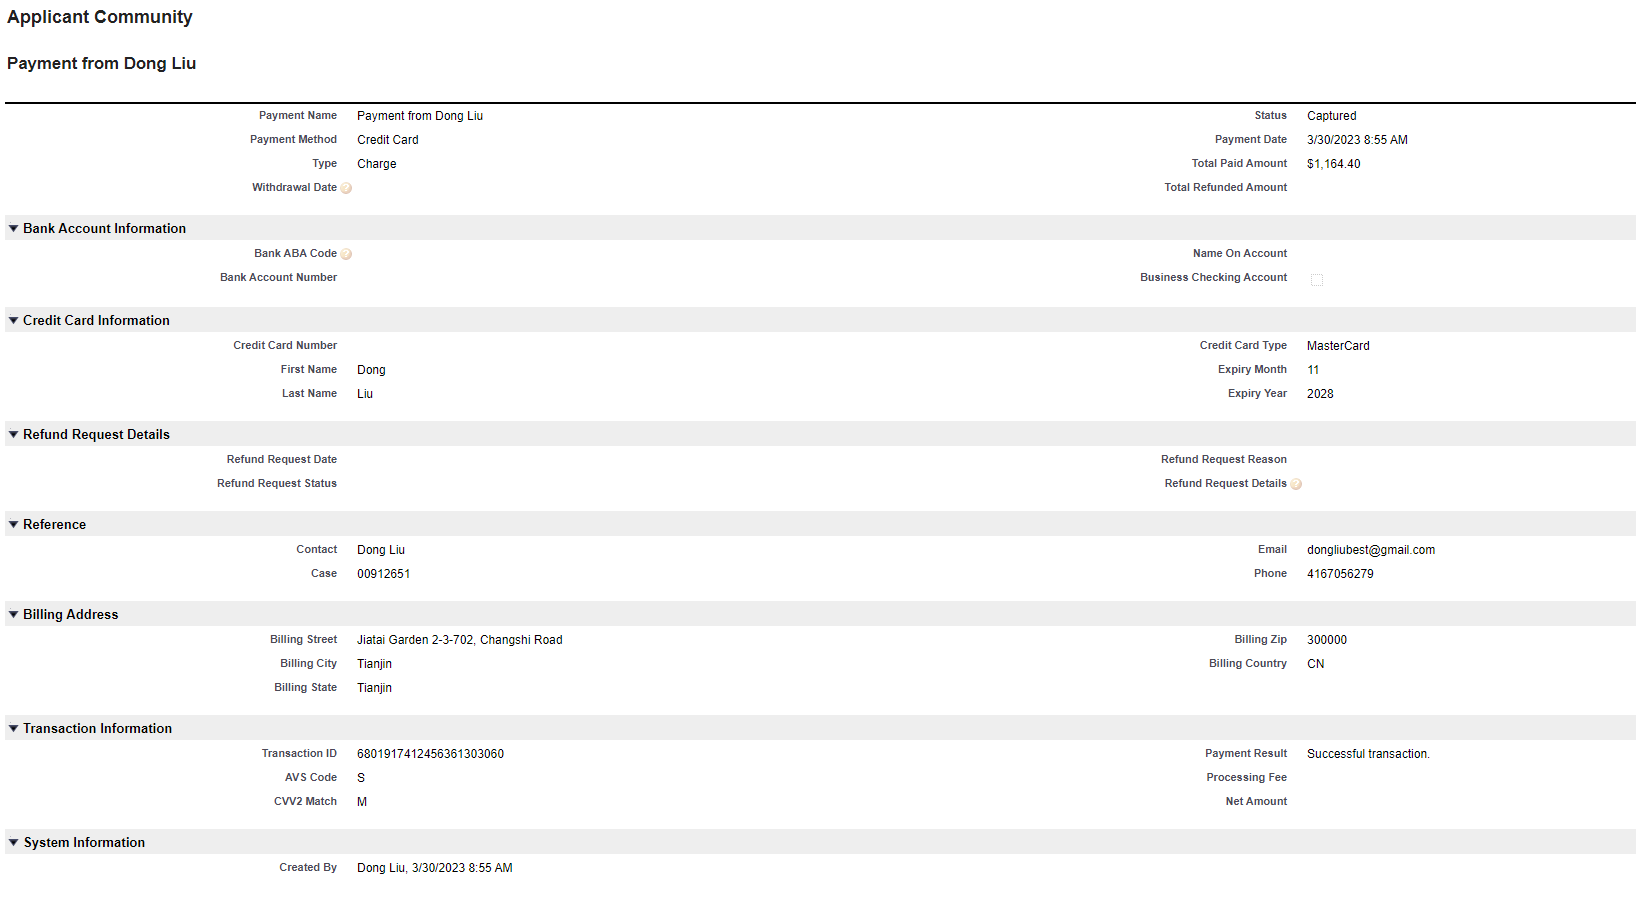 Applicant Community
Payment from Dong Liu
Payment Name Payment from Dong Liu Status Captured
Payment Method Credit Card Payment Date 3/30/2023 8:55 AM
Type Charge Total Paid Amount $1,164.40
Withdrawal Date ? Total Refunded Amount
Bank Account Information
Bank ABA Code ? Name On Account
Bank Account Number Business Checking Account
Credit Card Information
Credit Card Number Credit Card Type MasterCard
First Name Dong Expiry Month 11
Last Name Liu Expiry Year 2028
Refund Request Details
Refund Request Date Refund Request Reason
Refund Request Status Refund Request Details ?
Reference
Contact Dong Liu Email dongliubest@gmail.com
Case 00912651 Phone 4167056279
Billing Address
Billing Street Jiatai Garden 2-3-702, Changshi Road Billing Zip 300000
Billing City Tianjin Billing Country CN
Billing State Tianjin
Transaction Information
Transaction ID 6801917412456361303060 Payment Result Successful transaction.
AVS Code S Processing Fee
CVV2 Match M Net Amount
System Information
Created By Dong Liu, 3/30/2023 8:55 AM